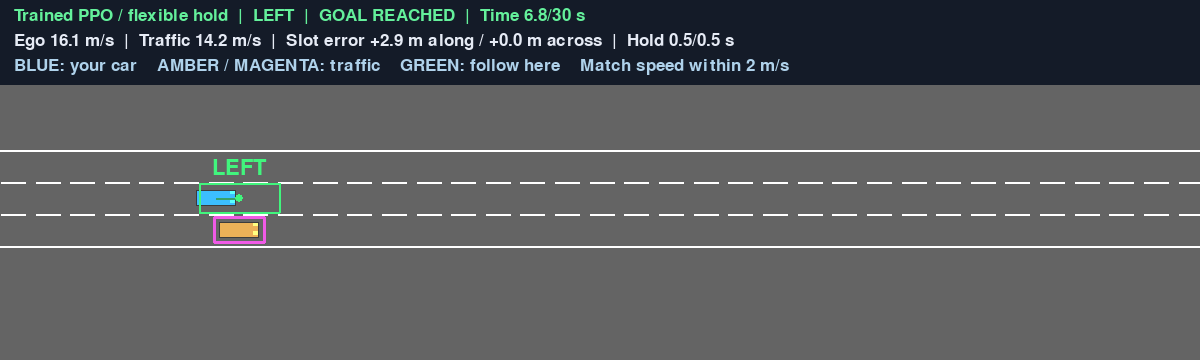 Trained PPO / flexible hold | LEFT | GOAL REACHED | Time 6.8/30 s
Ego 16.1 m/s | Traffic 14.2 m/s | Slot error +2.9 m along / +0.0 m across | Hold 0.5/0.5 s
BLUE: your car AMBER / MAGENTA: traffic GREEN: follow here Match speed within 2 m/s
LEFT